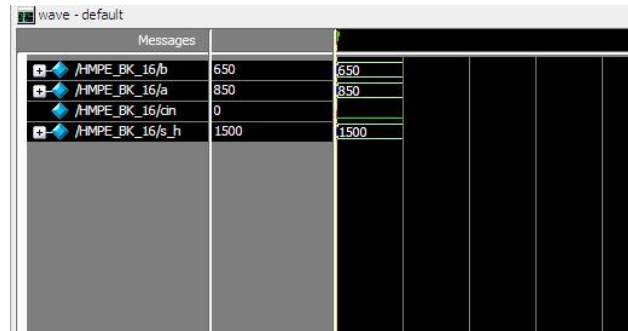 wave - default
Messages
/HMPE_BK_16/b 650 650
/HMPE_BK_16/a 850 850
/HMPE_BK_16/cin 0
/HMPE_BK_16/s_h 1500 1500